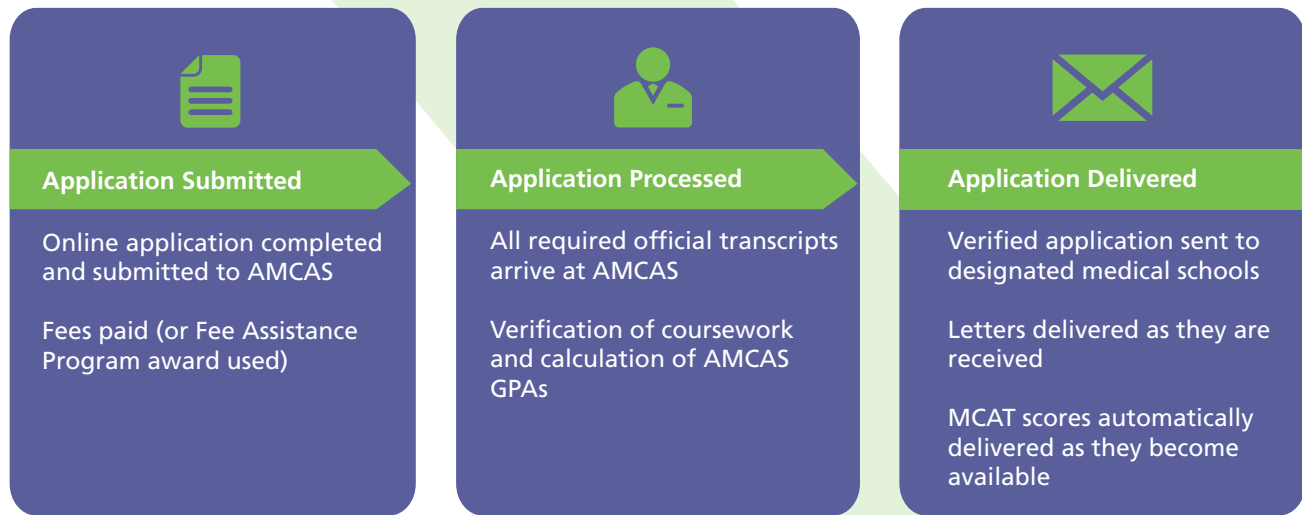 Application Submitted
Online application completed
and submitted to AMCAS
Fees paid (or Fee Assistance
Program award used)
Application Processed
All required official transcripts
arrive at AMCAS
Verification of coursework
and calculation of AMCAS
GPAs
Application Delivered
Verified application sent to
designated medical schools
Letters delivered as they are
received
MCAT scores automatically
delivered as they become
available